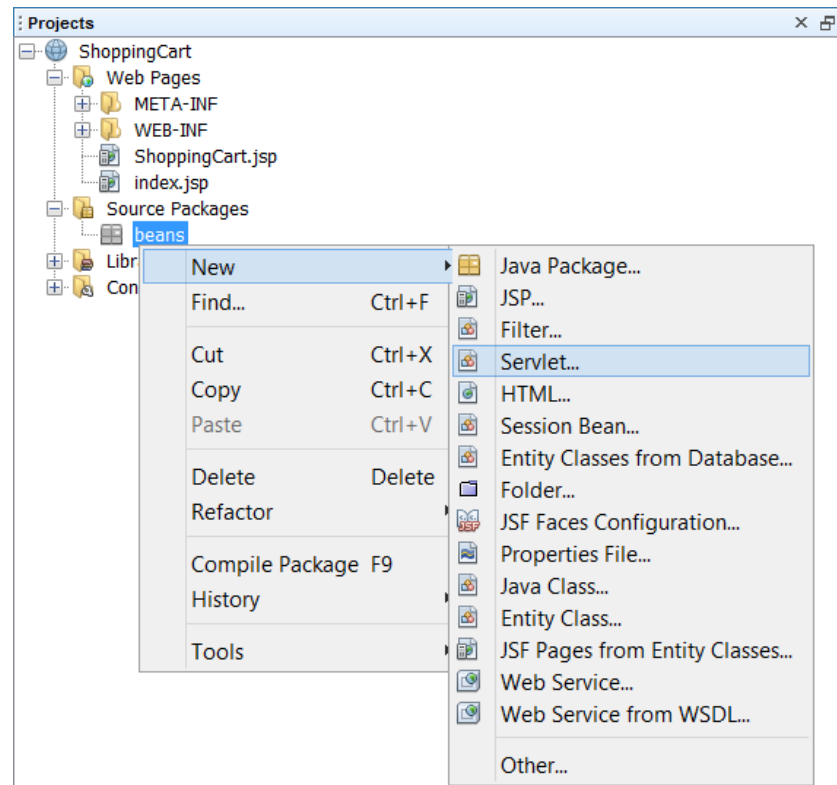 Projects
ShoppingCart
Web Pages
META-INF
WEB-INF
ShoppingCart.jsp
index.jsp
Source Packages
beans
Libr
Con
New
Find... Ctrl+F
Cut Ctrl+X
Copy Ctrl+C
Paste Ctrl+V
Delete Delete
Refactor
Compile Package F9
History
Tools
Java Package...
JSP...
Filter...
Servlet...
HTML...
Session Bean...
Entity Classes from Database...
Folder...
JSF Faces Configuration...
Properties File...
Java Class...
Entity Class...
JSF Pages from Entity Classes...
Web Service...
Web Service from WSDL...
Other...